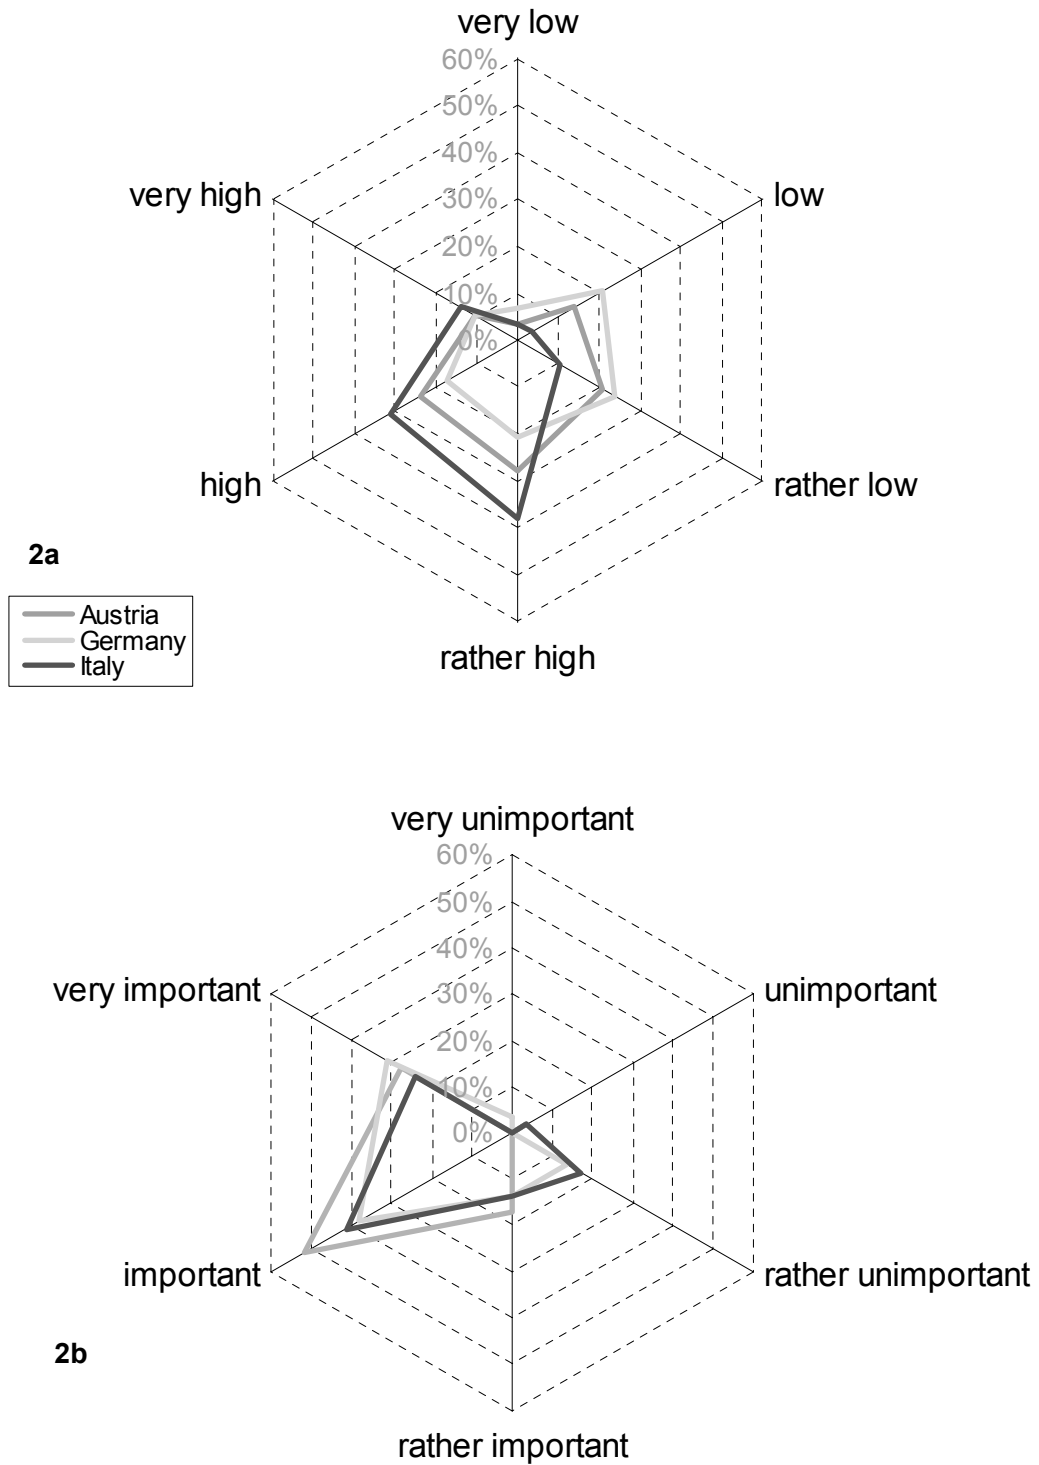 very low
60%
50%
40%
30%
20%
10%
0%
very high
low
high
rather low
rather high
2a
Austria
Germany
Italy
very unimportant
60%
50%
40%
30%
20%
10%
0%
very important
unimportant
important
rather unimportant
2b
rather important